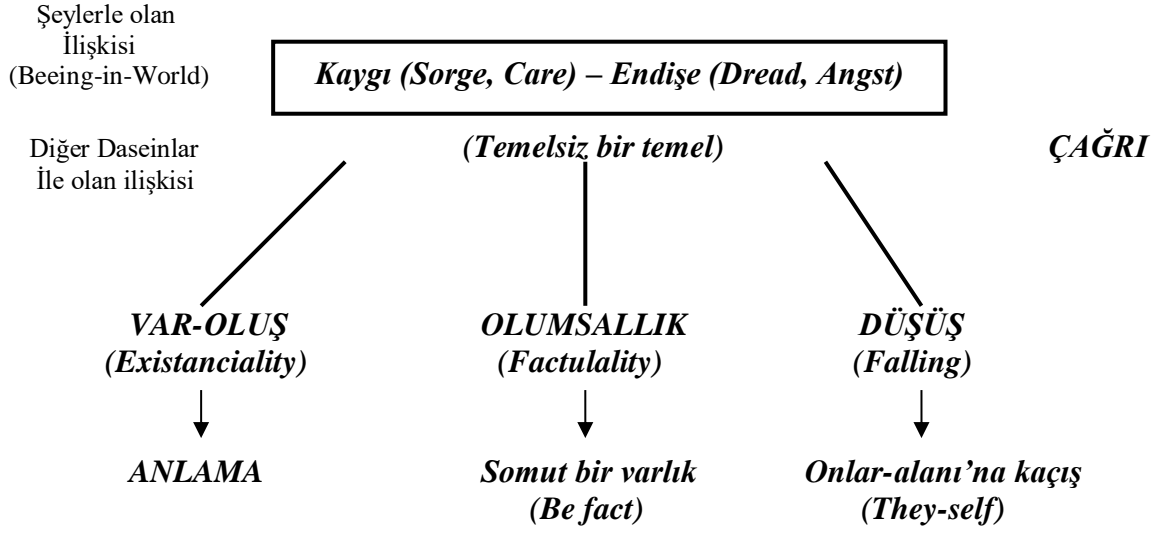 Şeylerle olan
İlişkisi
(Beeing-in-World)
Kaygı (Sorge, Care) – Endişe (Dread, Angst)
Diğer Daseinlar
İle olan ilişkisi
(Temelsiz bir temel)
ÇAĞRI
VAR-OLUŞ
(Existanciality)
OLUMSALLIK
(Factulality)
DÜŞÜŞ
(Falling)
ANLAMA
Somut bir varlık
(Be fact)
Onlar-alanı’na kaçış
(They-self)